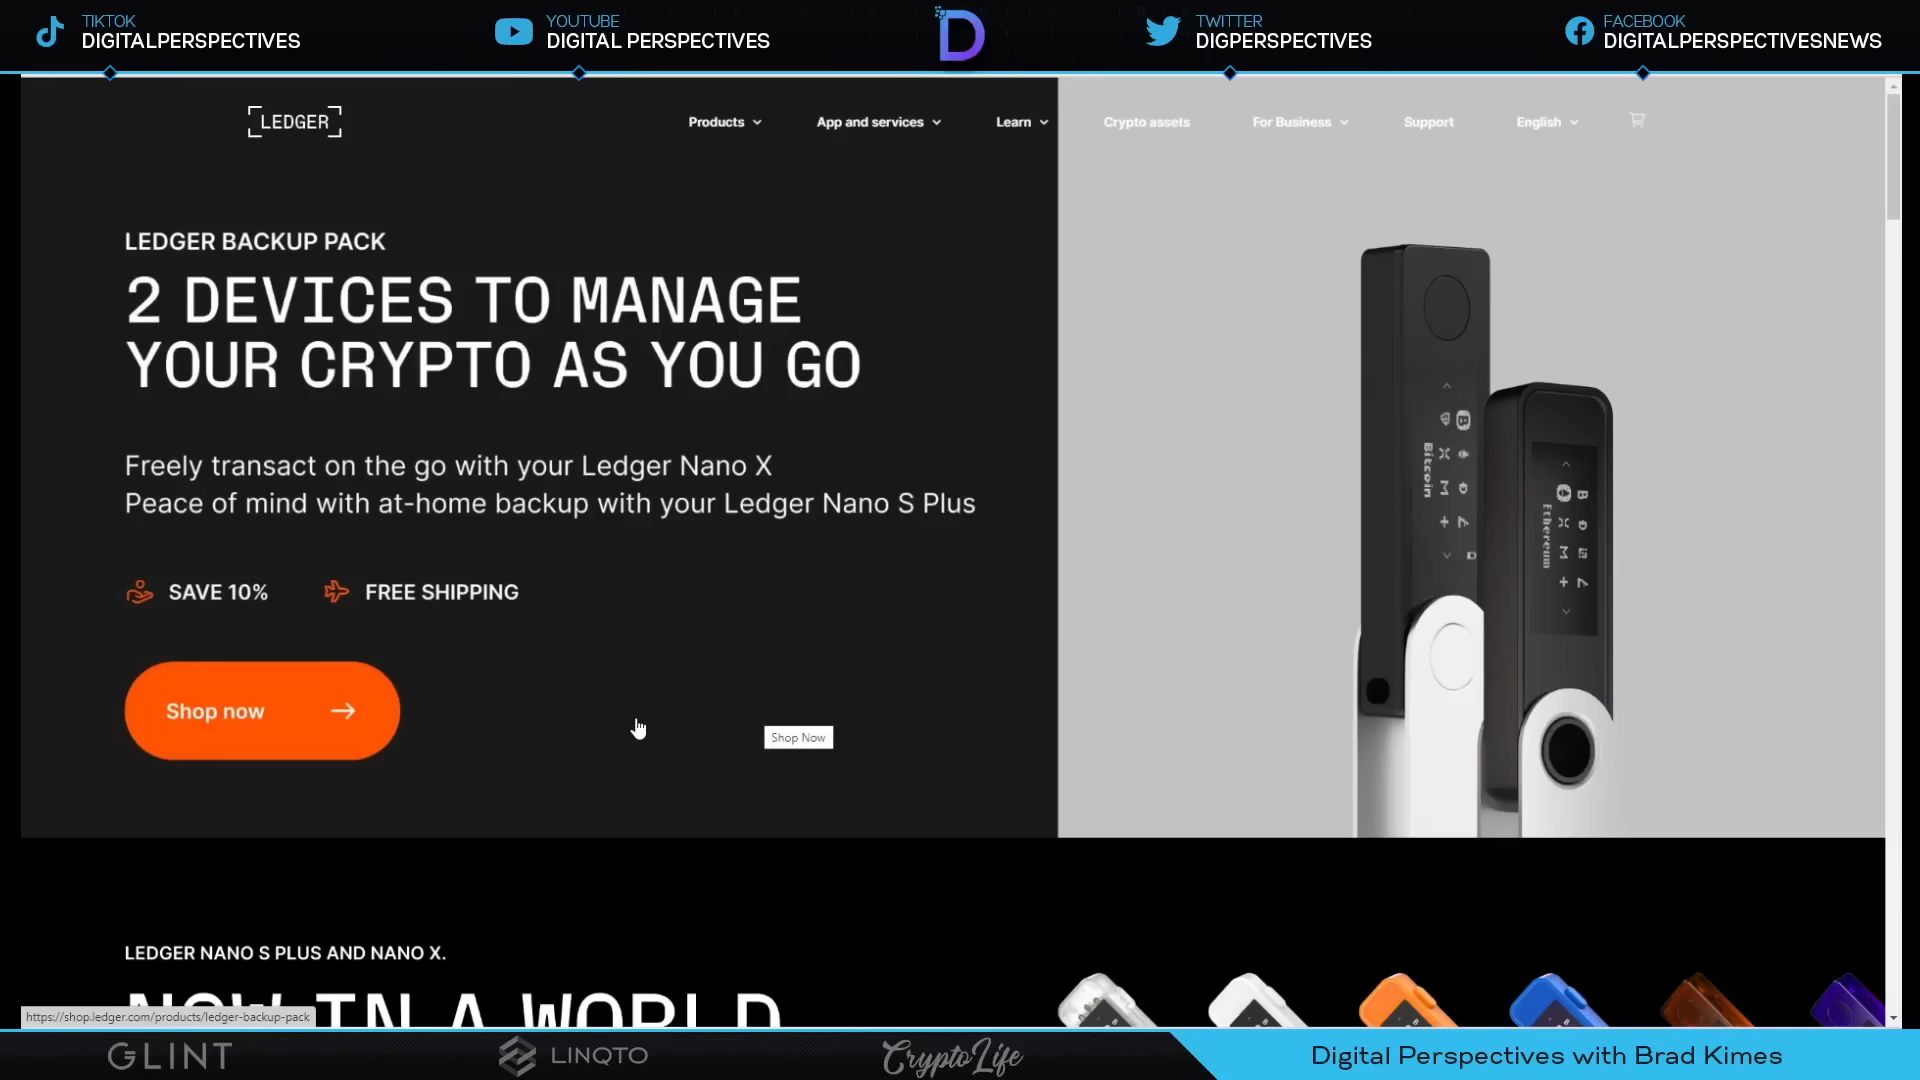 TIKTOK
DIGITALPERSPECTIVES
YOUTUBE
DIGITAL PERSPECTIVES
D
TWITTER
DIGPERSPECTIVES
FACEBOOK
DIGITALPERSPECTIVESNEWS
LEDGER
Products
App and services
Learn
Crypto assets
For Business
Support
English
LEDGER BACKUP PACK
2 DEVICES TO MANAGE
YOUR CRYPTO AS YOU GO
Freely transact on the go with your Ledger Nano X
Peace of mind with at-home backup with your Ledger Nano S Plus
SAVE 10%
FREE SHIPPING
Shop now
Shop Now
Bitcoin
Ethereum
LEDGER NANO S PLUS AND NANO X.
NOW IN A WORLD
https://shop.ledger.com/products/ledger-backup-pack
GLINT
LINQTO
CryptoLife
Digital Perspectives with Brad Kimes